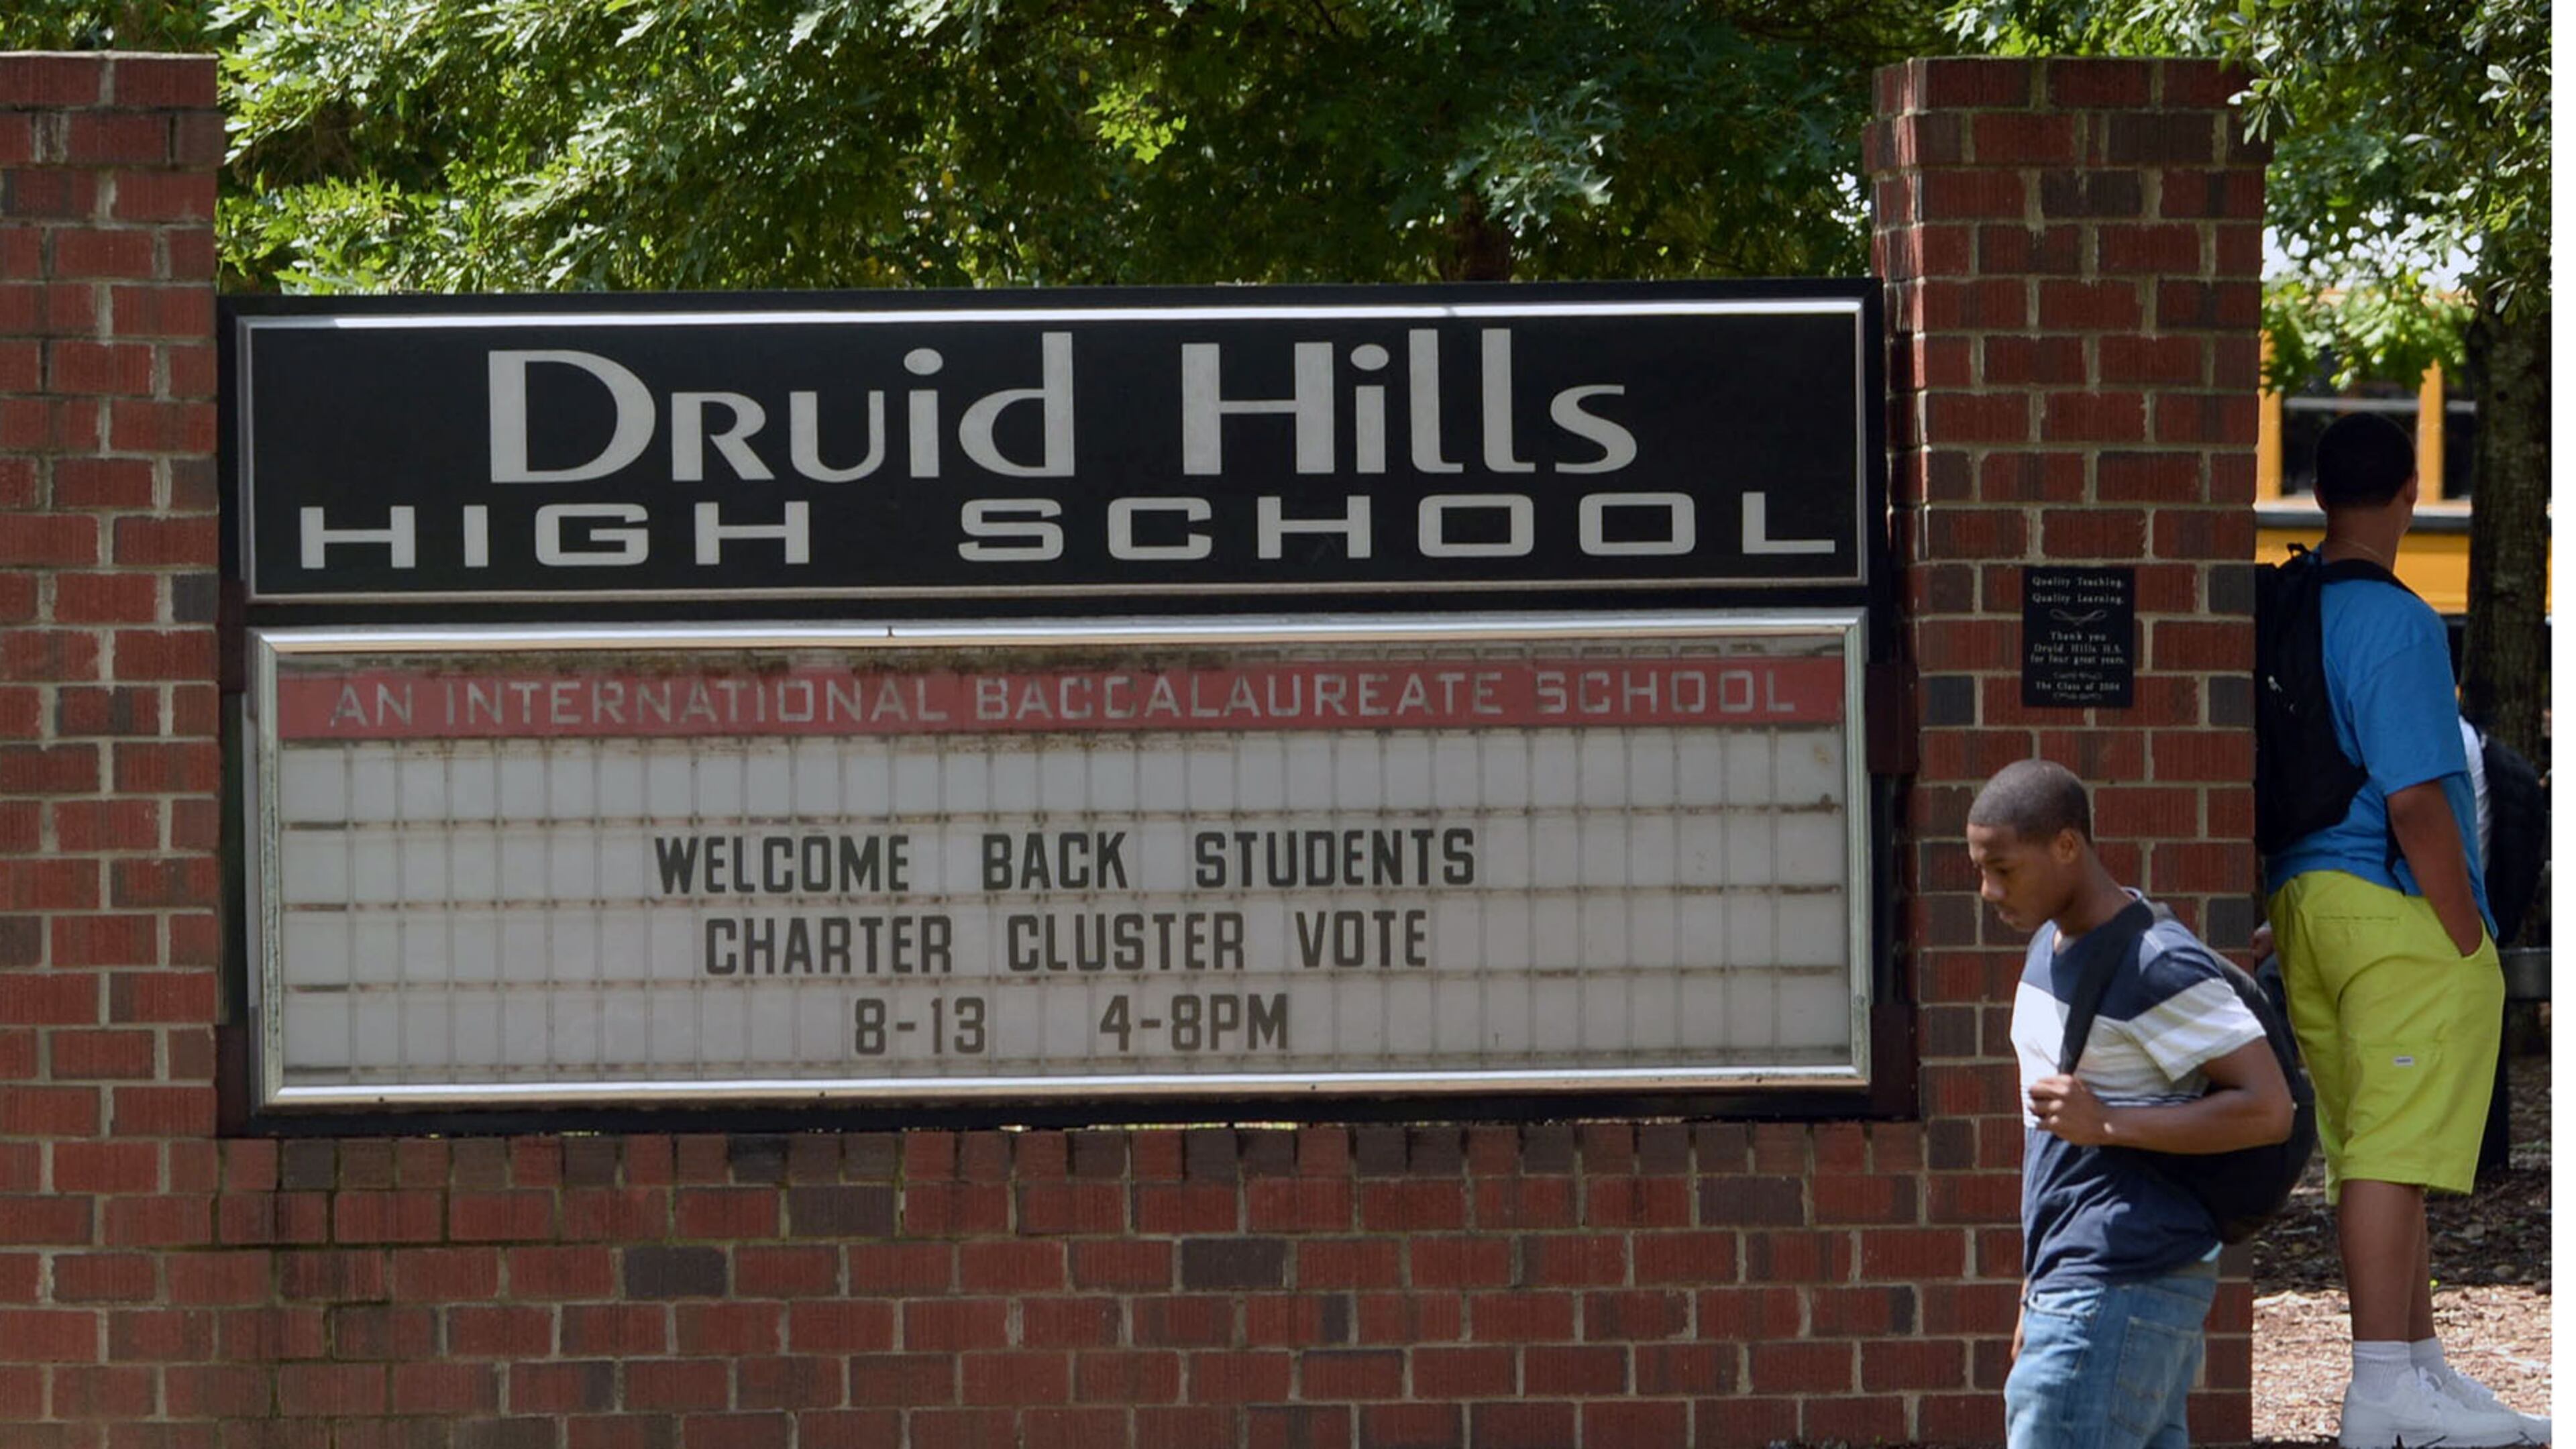 Druid Hills
HIGH SCHOOL
AN INTERNATIONAL BACCALAUREATE SCHOOL
WELCOME BACK STUDENTS
CHARTER CLUSTER VOTE
8-13 4-8PM
Quality Teaching.
Quality Learning.
Thank you
Druid Hills H.S.
for four great years.
The Class of 2004